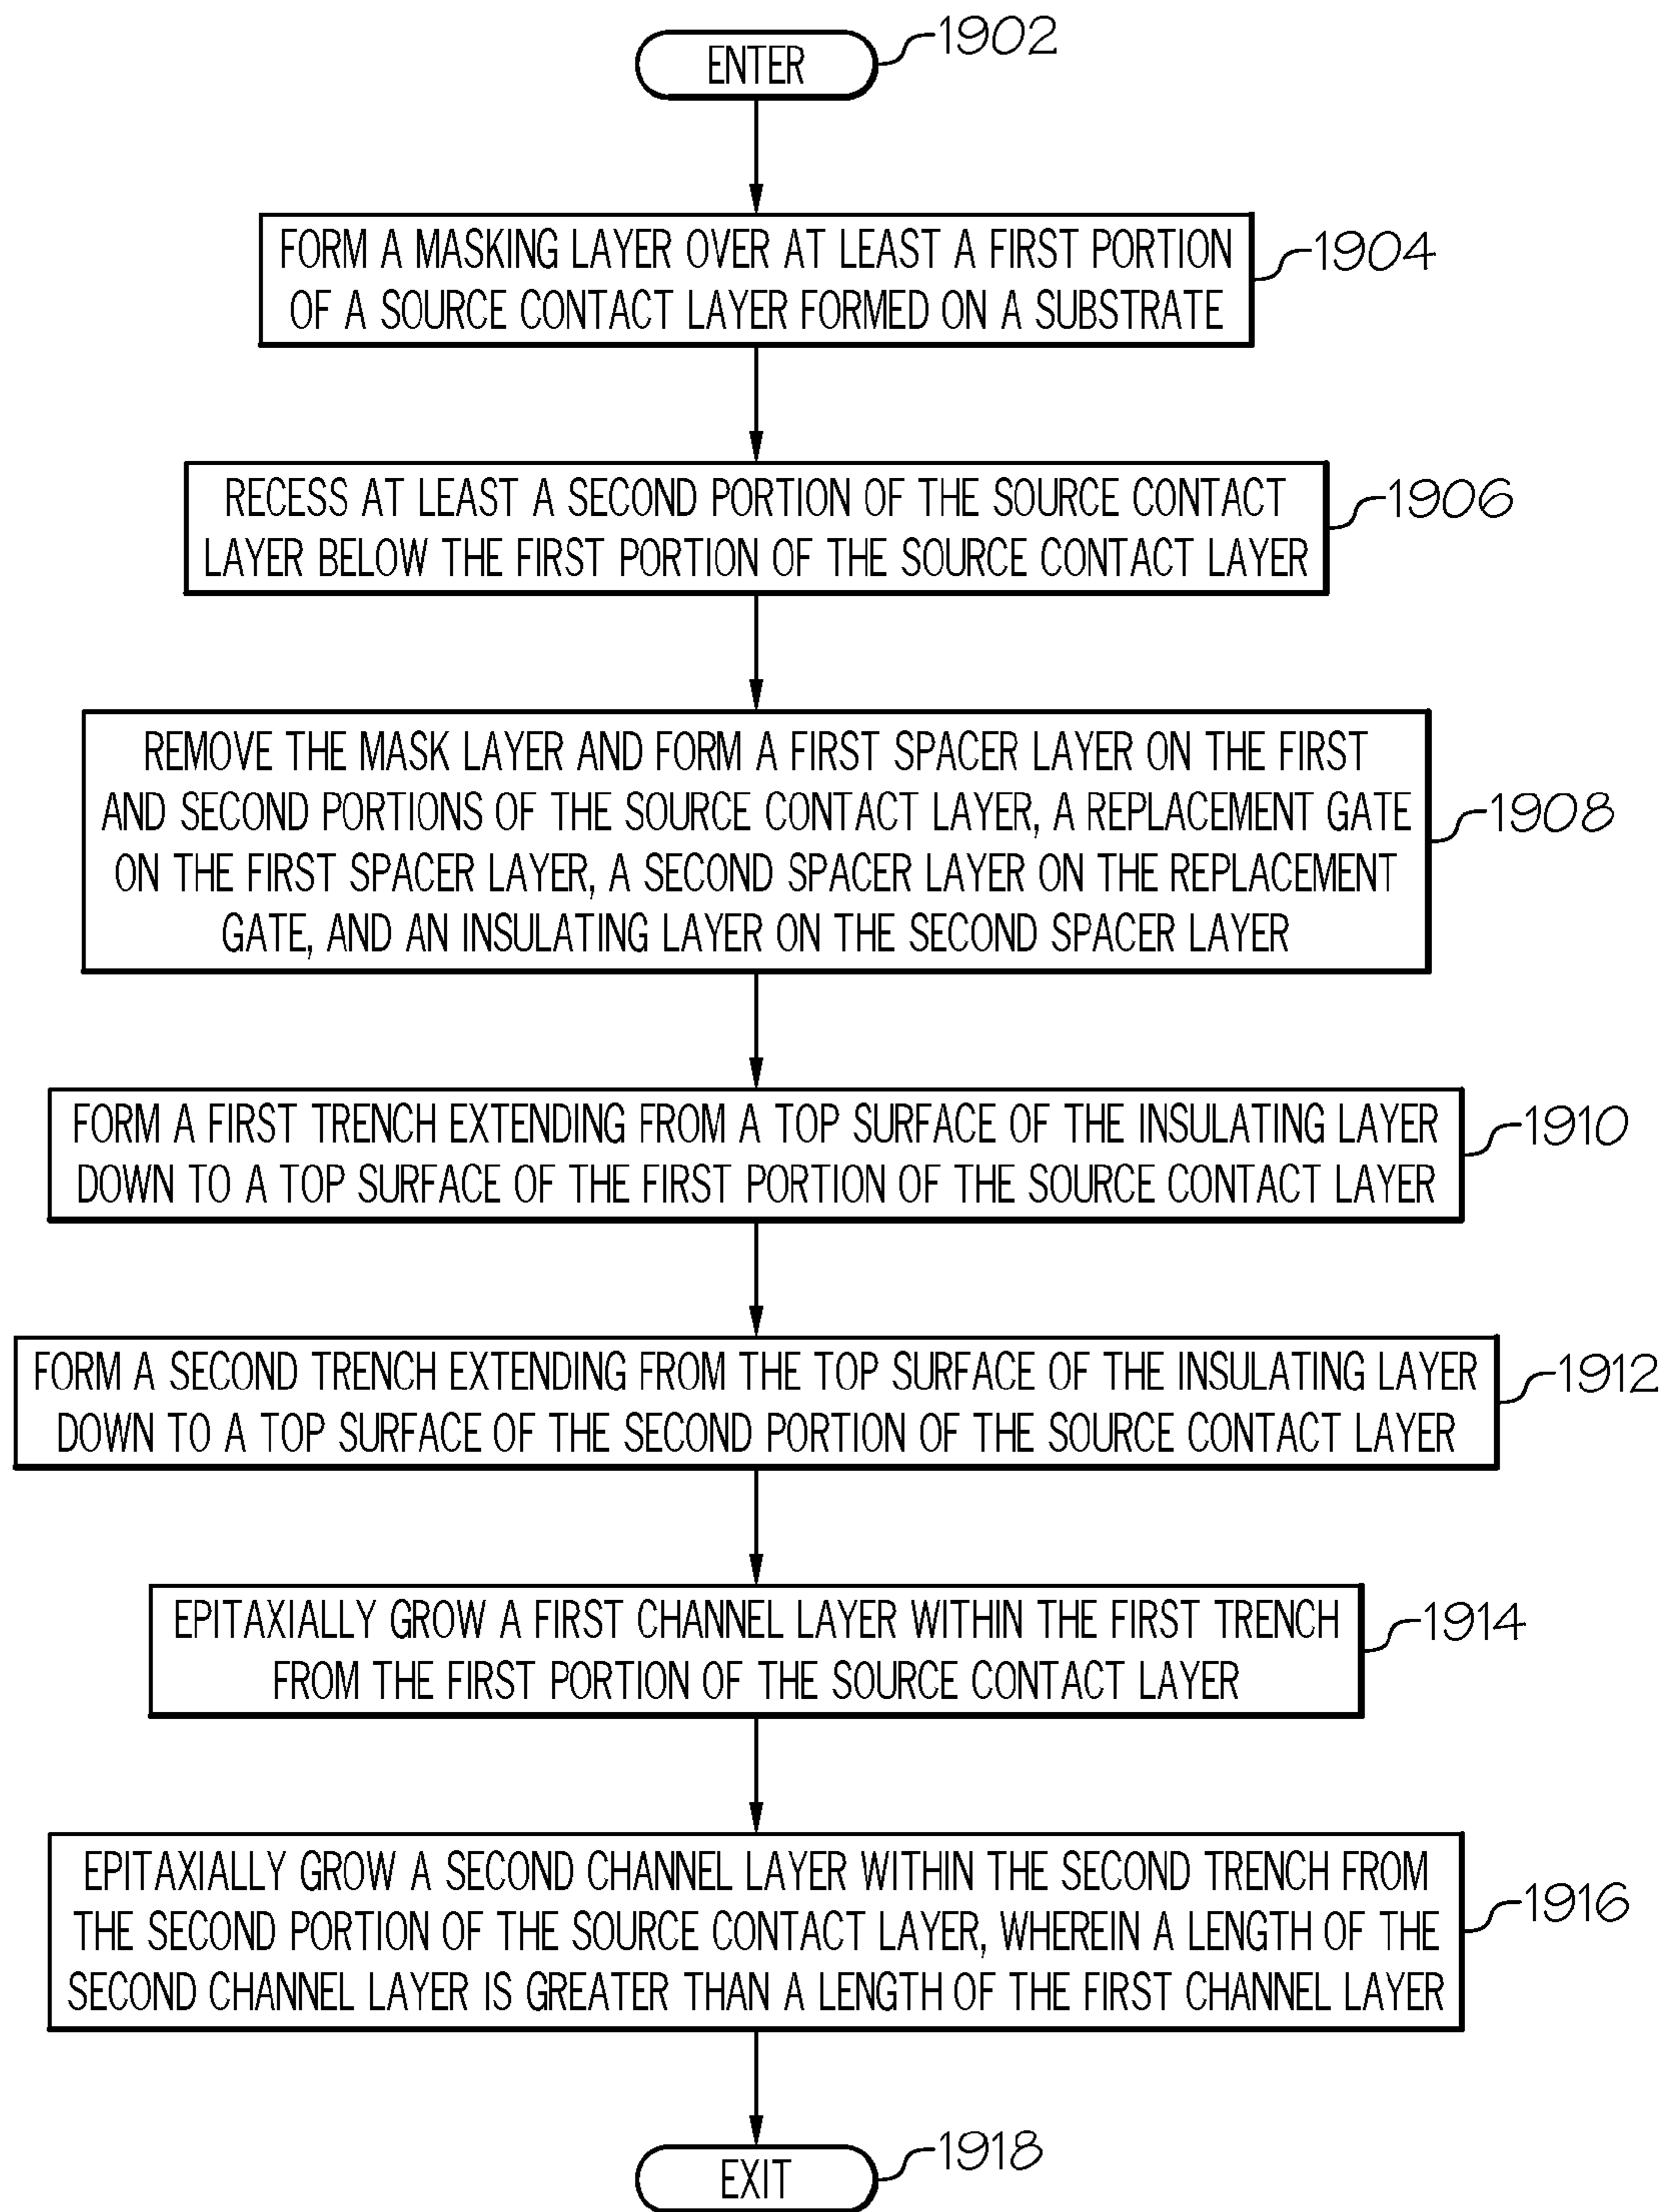 ENTER
1902
FORM A MASKING LAYER OVER AT LEAST A FIRST PORTION
OF A SOURCE CONTACT LAYER FORMED ON A SUBSTRATE
1904
RECESS AT LEAST A SECOND PORTION OF THE SOURCE CONTACT
LAYER BELOW THE FIRST PORTION OF THE SOURCE CONTACT LAYER
1906
REMOVE THE MASK LAYER AND FORM A FIRST SPACER LAYER ON THE FIRST
AND SECOND PORTIONS OF THE SOURCE CONTACT LAYER, A REPLACEMENT GATE
ON THE FIRST SPACER LAYER, A SECOND SPACER LAYER ON THE REPLACEMENT
GATE, AND AN INSULATING LAYER ON THE SECOND SPACER LAYER
1908
FORM A FIRST TRENCH EXTENDING FROM A TOP SURFACE OF THE INSULATING LAYER
DOWN TO A TOP SURFACE OF THE FIRST PORTION OF THE SOURCE CONTACT LAYER
1910
FORM A SECOND TRENCH EXTENDING FROM THE TOP SURFACE OF THE INSULATING LAYER
DOWN TO A TOP SURFACE OF THE SECOND PORTION OF THE SOURCE CONTACT LAYER
1912
EPITAXIALLY GROW A FIRST CHANNEL LAYER WITHIN THE FIRST TRENCH
FROM THE FIRST PORTION OF THE SOURCE CONTACT LAYER
1914
EPITAXIALLY GROW A SECOND CHANNEL LAYER WITHIN THE SECOND TRENCH FROM
THE SECOND PORTION OF THE SOURCE CONTACT LAYER, WHEREIN A LENGTH OF THE
SECOND CHANNEL LAYER IS GREATER THAN A LENGTH OF THE FIRST CHANNEL LAYER
1916
EXIT
1918